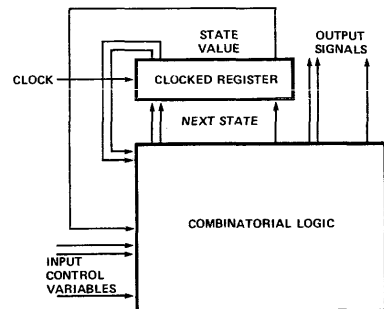 STATE
VALUE
OUTPUT
SIGNALS
CLOCK
CLOCKED REGISTER
NEXT STATE
COMBINATORIAL LOGIC
INPUT
CONTROL
VARIABLES